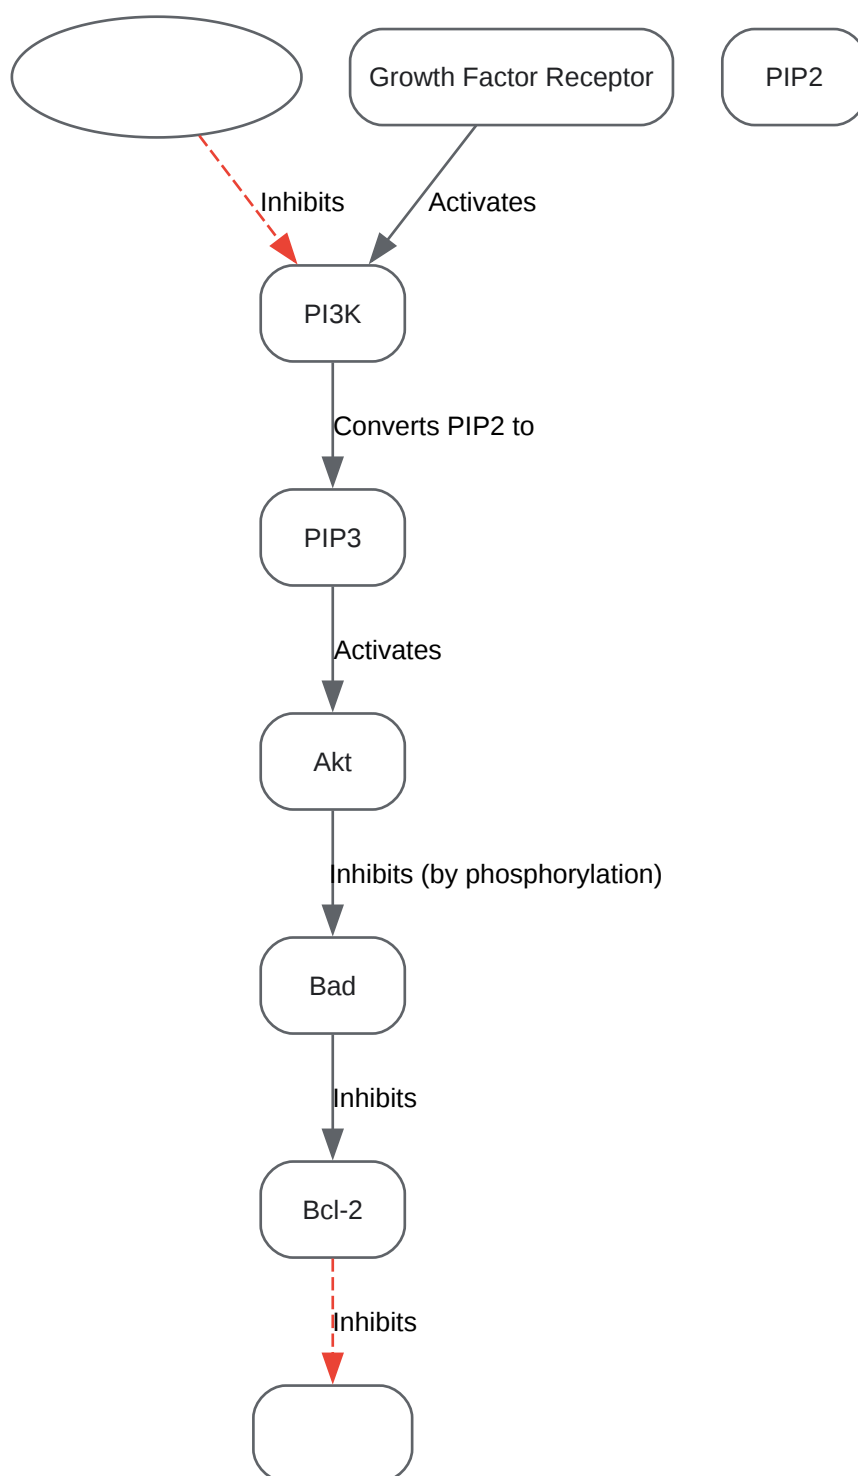 Growth Factor Receptor
PIP2
Inhibits
Activates
PI3K
Converts PIP2 to
PIP3
Activates
Akt
Inhibits (by phosphorylation)
Bad
Inhibits
Bcl-2
Inhibits